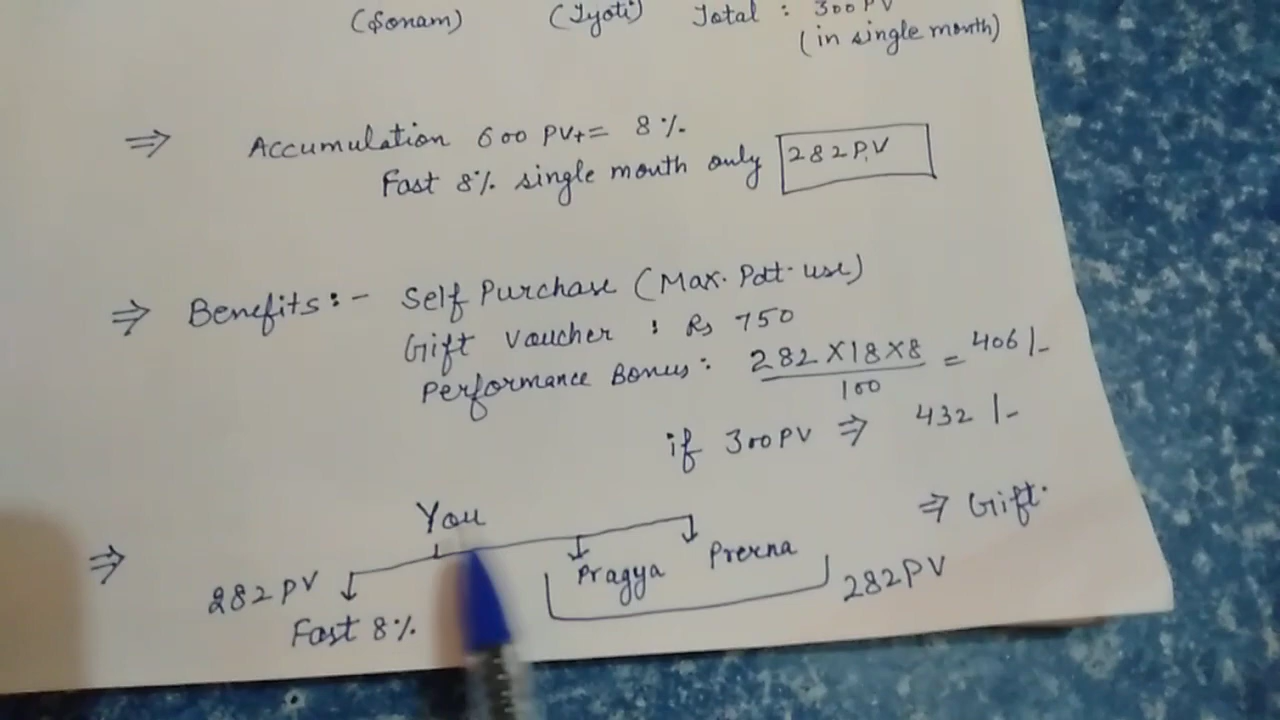 (Sonam) (Jyoti) Total : 300 PV
(in single month)
⇒ Accumulation 600 PV+= 8%.
Fast 8%. single month only 282 P.V
⇒ Benefits:- Self Purchase (Max. Pdt. use)
Gift Voucher : Rs 750
Performance Bonus: 282 X 18 X 8 / 100 = 406/-
if 300 PV ⇒ 432/-
You ⇒ Gift.
⇒ 282 PV Pragya Prerna 282 PV
Fast 8%.